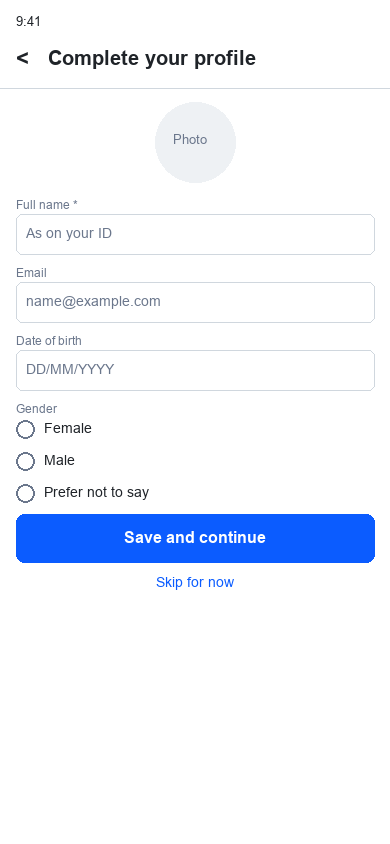 9:41
< Complete your profile
Photo
Full name *
As on your ID
Email
name@example.com
Date of birth
DD/MM/YYYY
Gender
Female
Male
Prefer not to say
Save and continue
Skip for now